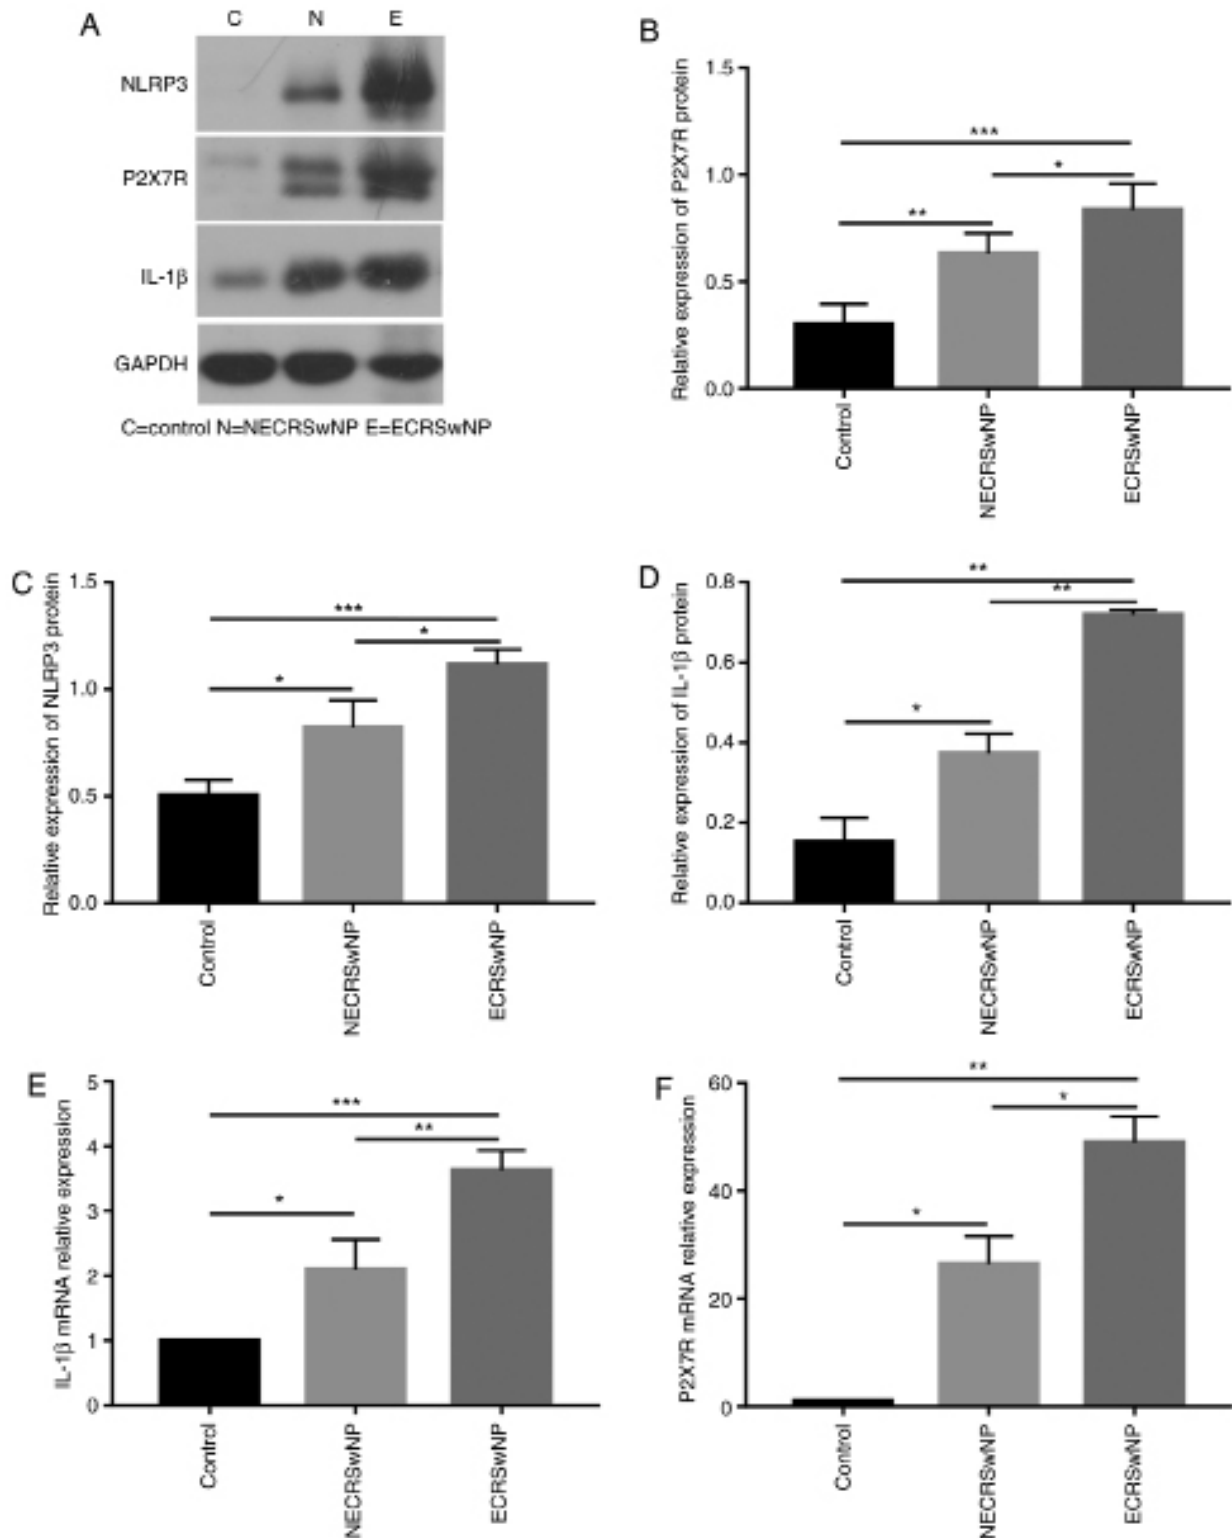 A
C N E
NLRP3
P2X7R
IL-1β
GAPDH
C=control N=NECRSwNP E=ECRSwNP
B
Relative expression of P2X7R protein
1.5
1.0
0.5
0.0
***
*
**
Control
NECRSwNP
ECRSwNP
C
Relative expression of NLRP3 protein
1.5
1.0
0.5
0.0
***
*
*
Control
NECRSwNP
ECRSwNP
D
Relative expression of IL-1β protein
0.8
0.6
0.4
0.2
0.0
**
**
*
Control
NECRSwNP
ECRSwNP
E
IL-1β mRNA relative expression
5
4
3
2
1
0
***
**
*
Control
NECRSwNP
ECRSwNP
F
P2X7R mRNA relative expression
60
40
20
0
**
*
*
Control
NECRSwNP
ECRSwNP